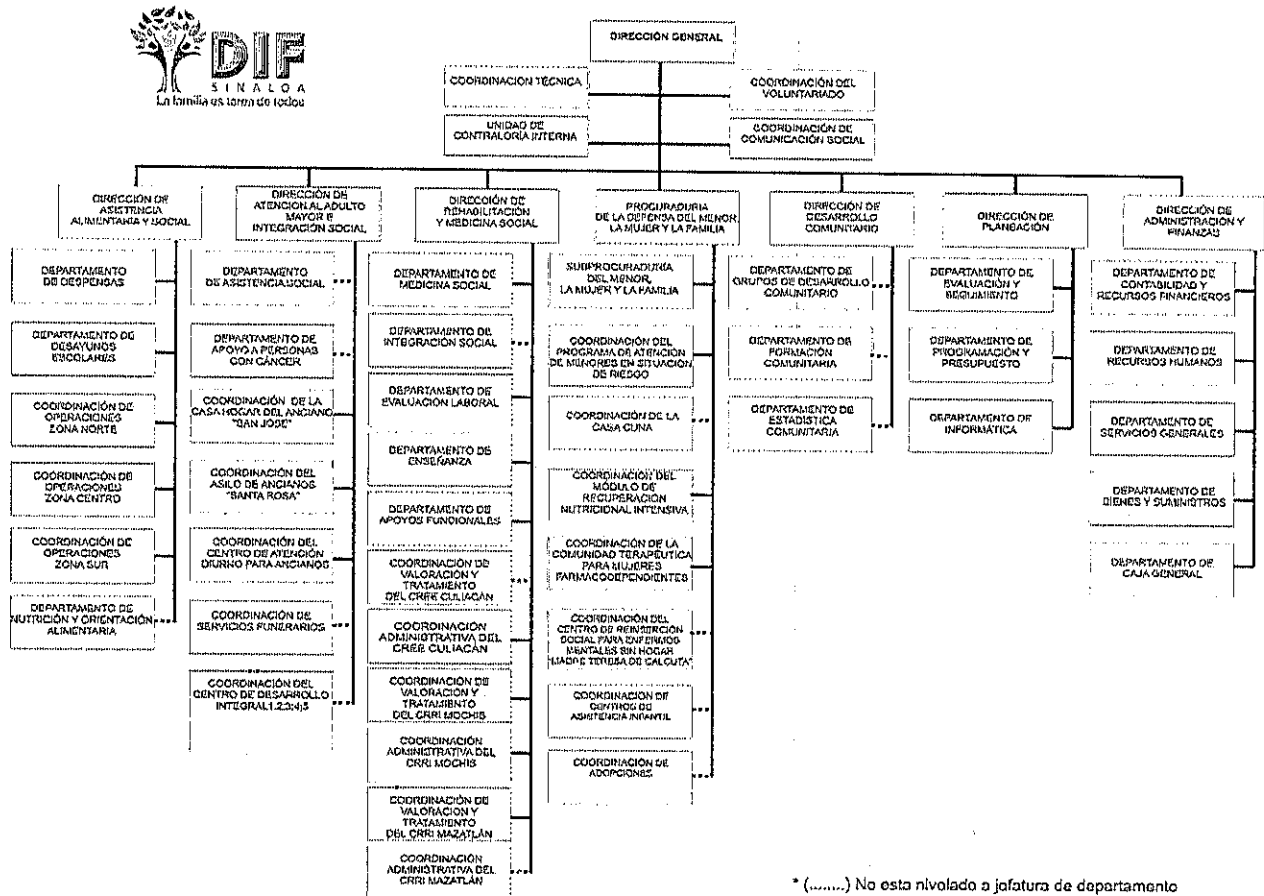 DIF
SINALOA
La familia es tarea de todos
DIRECCIÓN GENERAL
COORDINACION TÉCNICA
COORDINACIÓN DEL
VOLUNTARIADO
UNIDAD DE
CONTRALORÍA INTERNA
COORDINACIÓN DE
COMUNICACIÓN SOCIAL
DIRECCIÓN DE
ASISTENCIA
ALIMENTARIA Y SOCIAL
DEPARTAMENTO
DE DESPENSAS
DEPARTAMENTO DE
DESAYUNOS
ESCOLARES
COORDINACIÓN DE
OPERACIONES
ZONA NORTE
COORDINACIÓN DE
OPERACIONES
ZONA CENTRO
COORDINACIÓN DE
OPERACIONES
ZONA SUR
DEPARTAMENTO DE
NUTRICIÓN Y ORIENTACIÓN
ALIMENTARIA
DIRECCIÓN DE
ATENCION AL ADULTO
MAYOR E
INTEGRACIÓN SOCIAL
DEPARTAMENTO
DE ASISTENCIA SOCIAL
DEPARTAMENTO DE
APOYO A PERSONAS
CON CÁNCER
COORDINACIÓN DE LA
CASA HOGAR DEL ANCIANO
"SAN JOSE"
COORDINACIÓN DEL
ASILO DE ANCIANOS
"SANTA ROSA"
COORDINACIÓN DEL
CENTRO DE ATENCIÓN
DIURNO PARA ANCIANOS
COORDINACIÓN DE
SERVICIOS FUNERARIOS
COORDINACIÓN DEL
CENTRO DE DESARROLLO
INTEGRAL 1,2,3;4;5
DIRECCIÓN DE
REHABILITACIÓN
Y MEDICINA SOCIAL
DEPARTAMENTO DE
MEDICINA SOCIAL
DEPARTAMENTO DE
INTEGRACIÓN SOCIAL
DEPARTAMENTO DE
EVALUACIÓN LABORAL
DEPARTAMENTO DE
ENSEÑANZA
DEPARTAMENTO DE
APOYOS FUNCIONALES
COORDINACIÓN DE
VALORACIÓN Y
TRATAMIENTO
DEL CREE CULIACÁN
COORDINACIÓN
ADMINISTRATIVA DEL
CREE CULIACÁN
COORDINACIÓN DE
VALORACIÓN Y
TRATAMIENTO
DEL CRRI MOCHIS
COORDINACIÓN
ADMINISTRATIVA DEL
CRRI MOCHIS
COORDINACIÓN DE
VALORACION Y
TRATAMIENTO
DEL CRRI MAZATLÁN
COORDINACIÓN
ADMINISTRATIVA DEL
CRRI MAZATLÁN
PROCURADURIA
DE LA DEFENSA DEL MENOR,
LA MUJER Y LA FAMILIA
SUBPROCURADURÍA
DEL MENOR,
LA MUJER Y LA FAMILIA
COORDINACIÓN DEL
PROGRAMA DE ATENCIÓN
DE MENORES EN SITUACIÓN
DE RIESGO
COORDINACIÓN DE LA
CASA CUNA
COORDINACIÓN DEL
MÓDULO DE
RECUPERACIÓN
NUTRICIONAL INTENSIVA
COORDINACIÓN DE LA
COMUNIDAD TERAPÉUTICA
PARA MUJERES
FARMACODEPENDIENTES
COORDINACIÓN DEL
CENTRO DE REINSERCIÓN
SOCIAL PARA ENFERMOS
MENTALES SIN HOGAR
"MADRE TERESA DE CALCUTA"
COORDINACIÓN DE
CENTROS DE
ASISTENCIA INFANTIL
COORDINACIÓN DE
ADOPCIONES
DIRECCIÓN DE
DESARROLLO
COMUNITARIO
DEPARTAMENTO DE
GRUPOS DE DESARROLLO
COMUNITARIO
DEPARTAMENTO DE
FORMACIÓN
COMUNITARIA
DEPARTAMENTO DE
ESTADÍSTICA
COMUNITARIA
DIRECCIÓN DE
PLANEACIÓN
DEPARTAMENTO DE
EVALUACIÓN Y
SEGUIMIENTO
DEPARTAMENTO DE
PROGRAMACIÓN Y
PRESUPUESTO
DEPARTAMENTO DE
INFORMÁTICA
DIRECCIÓN DE
ADMINISTRACIÓN Y
FINANZAS
DEPARTAMENTO DE
CONTABILIDAD Y
RECURSOS FINANCIEROS
DEPARTAMENTO DE
RECURSOS HUMANOS
DEPARTAMENTO DE
SERVICIOS GENERALES
DEPARTAMENTO DE
BIENES Y SUMINISTROS
DEPARTAMENTO DE
CAJA GENERAL
* (........) No esta nivelado a jefatura de departamento